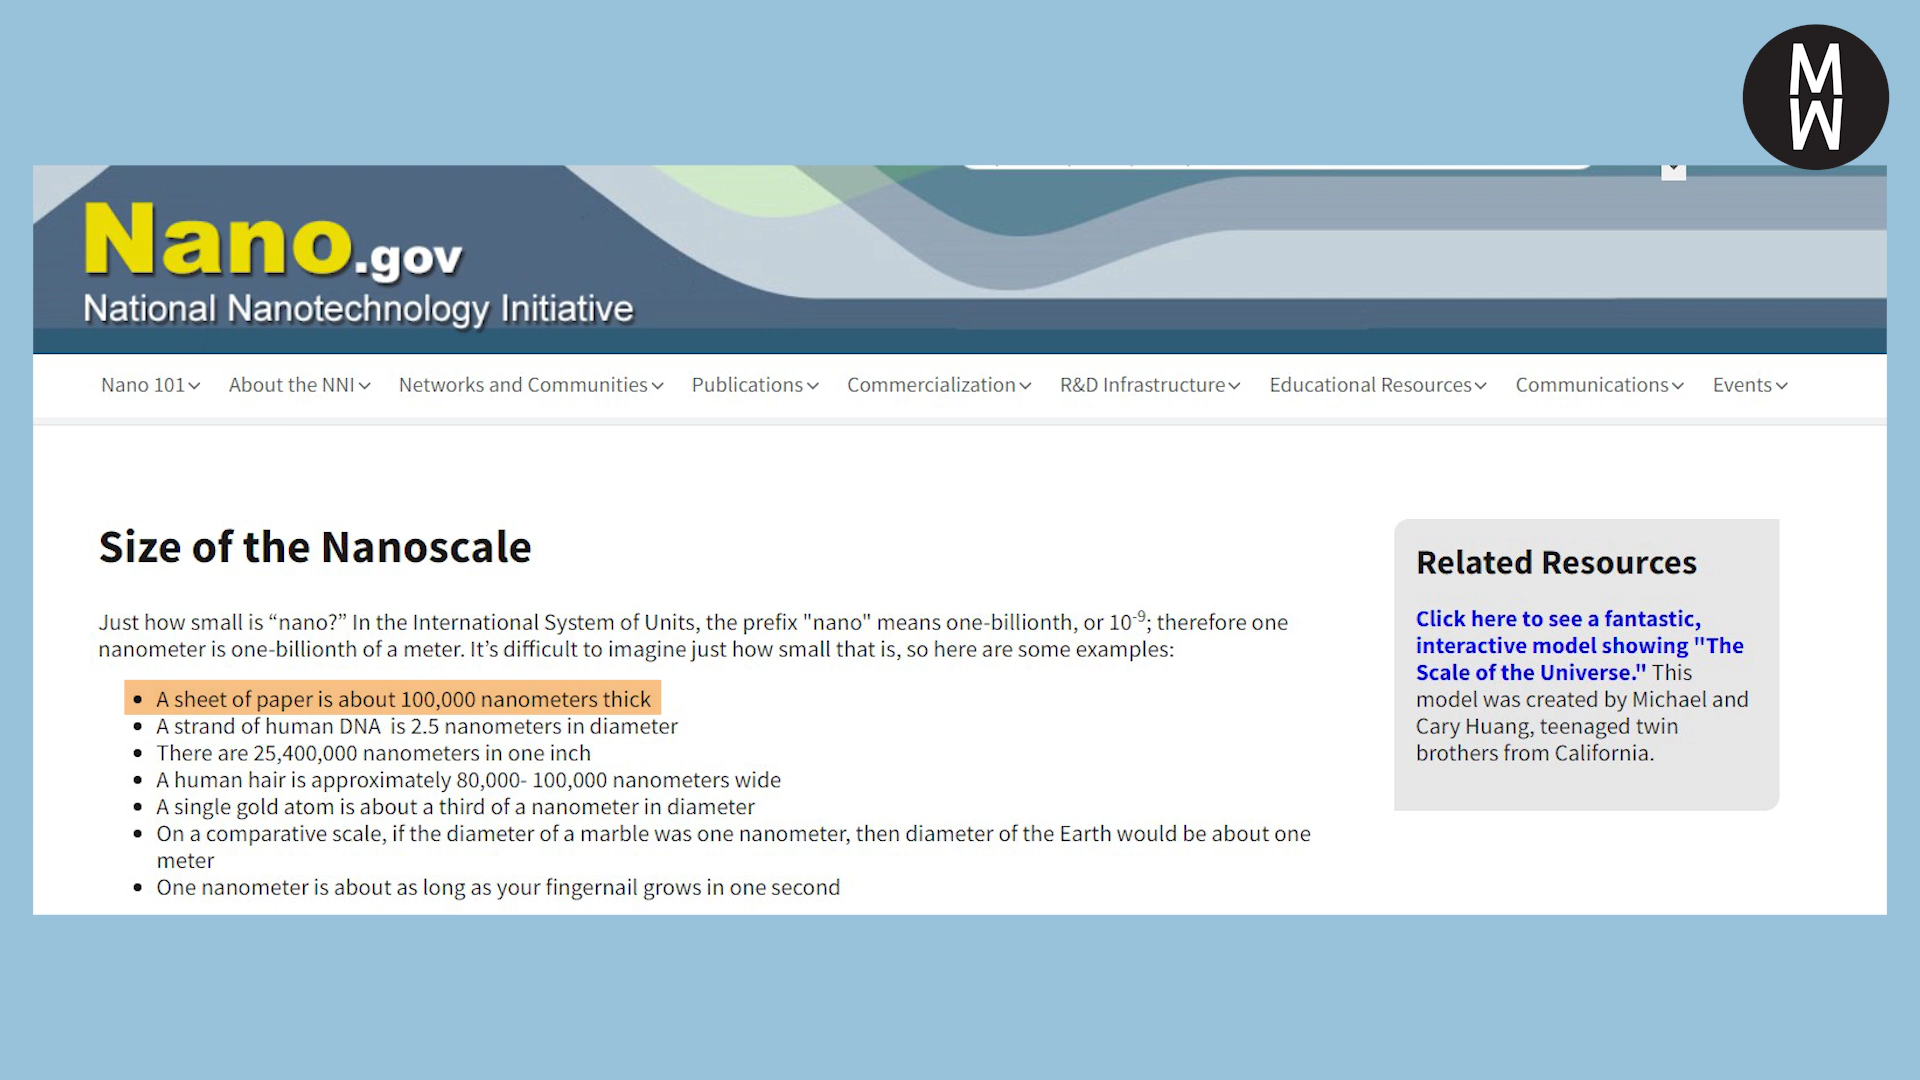 M
W
Nano.gov
National Nanotechnology Initiative
Nano 101 About the NNI Networks and Communities Publications Commercialization R&D Infrastructure Educational Resources Communications Events
Size of the Nanoscale
Just how small is “nano?” In the International System of Units, the prefix "nano" means one-billionth, or 10-9; therefore one
nanometer is one-billionth of a meter. It’s difficult to imagine just how small that is, so here are some examples:
• A sheet of paper is about 100,000 nanometers thick
• A strand of human DNA  is 2.5 nanometers in diameter
• There are 25,400,000 nanometers in one inch
• A human hair is approximately 80,000- 100,000 nanometers wide
• A single gold atom is about a third of a nanometer in diameter
• On a comparative scale, if the diameter of a marble was one nanometer, then diameter of the Earth would be about one
meter
• One nanometer is about as long as your fingernail grows in one second
Related Resources
Click here to see a fantastic,
interactive model showing "The
Scale of the Universe." This
model was created by Michael and
Cary Huang, teenaged twin
brothers from California.